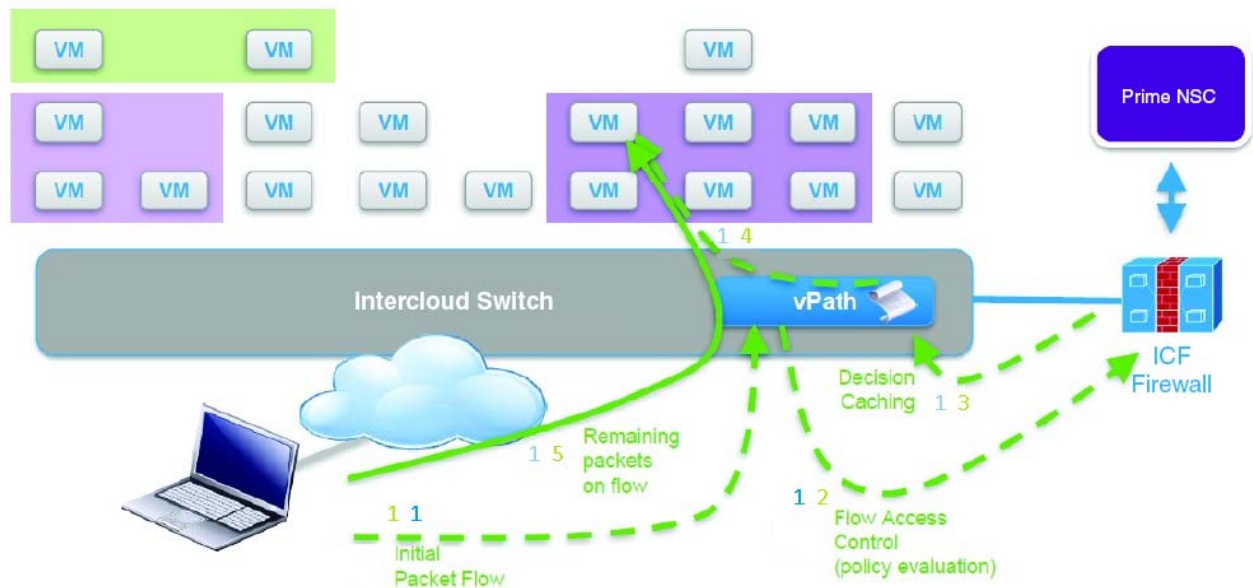 VM VM VM
VM VM VM VM VM VM VM
VM VM VM VM VM VM VM VM VM
Prime NSC
1 4
Intercloud Switch
vPath
ICF
Firewall
Decision
Caching
1 3
1 5
Remaining
packets
on flow
1 1
Initial
Packet Flow
1 2
Flow Access
Control
(policy evaluation)